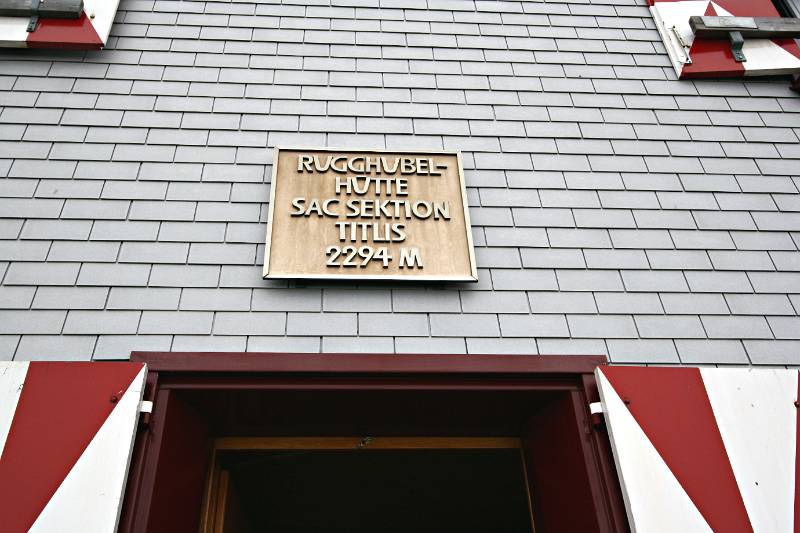 RUGGHUBEL-
HÜTTE
SAC SEKTION
TITLIS
2294 M